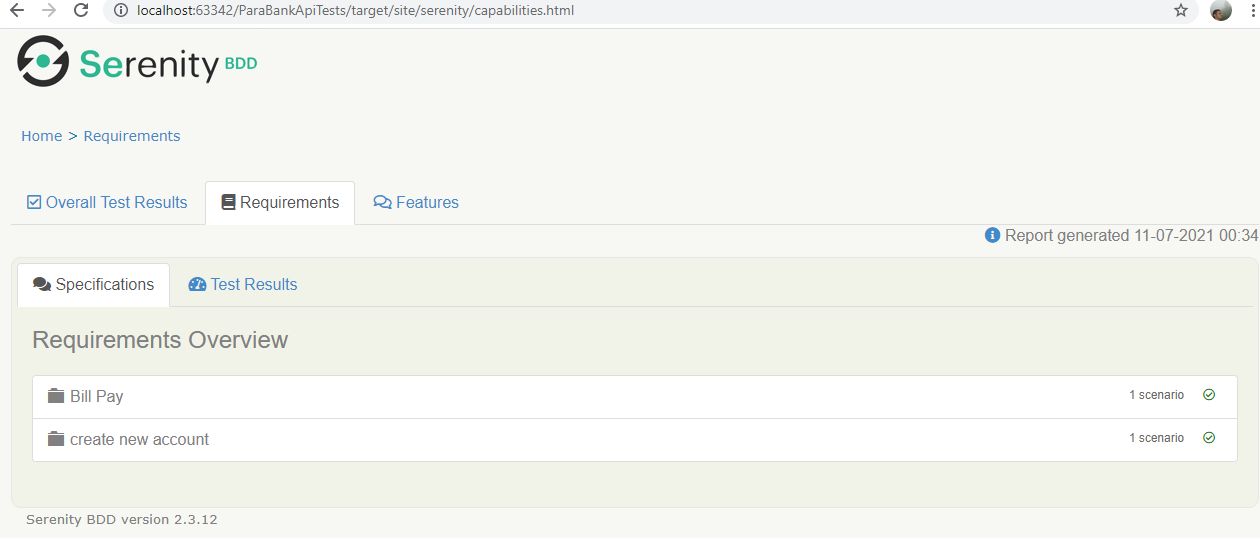 localhost:63342/ParaBankApiTests/target/site/serenity/capabilities.html
Serenity BDD
Home > Requirements
Overall Test Results Requirements Features
Report generated 11-07-2021 00:34
Specifications Test Results
Requirements Overview
Bill Pay 1 scenario
create new account 1 scenario
Serenity BDD version 2.3.12